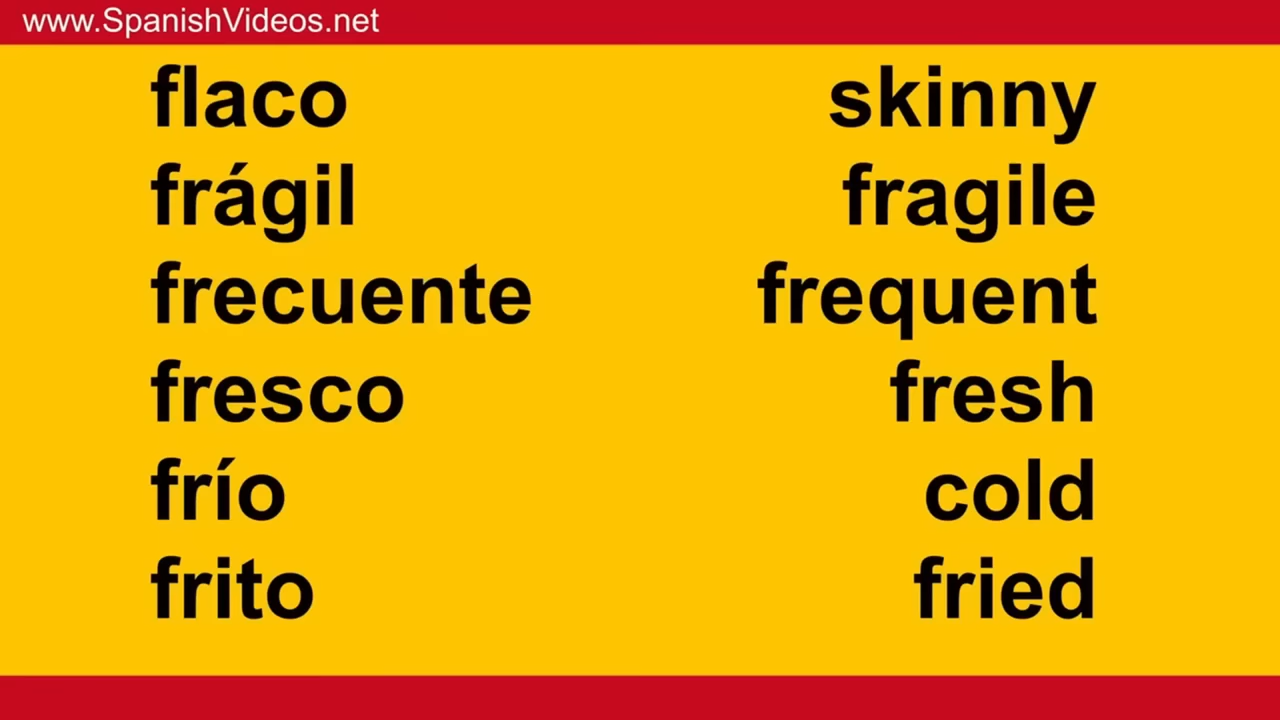 www.SpanishVideos.net
flaco skinny
frágil fragile
frecuente frequent
fresco fresh
frío cold
frito fried